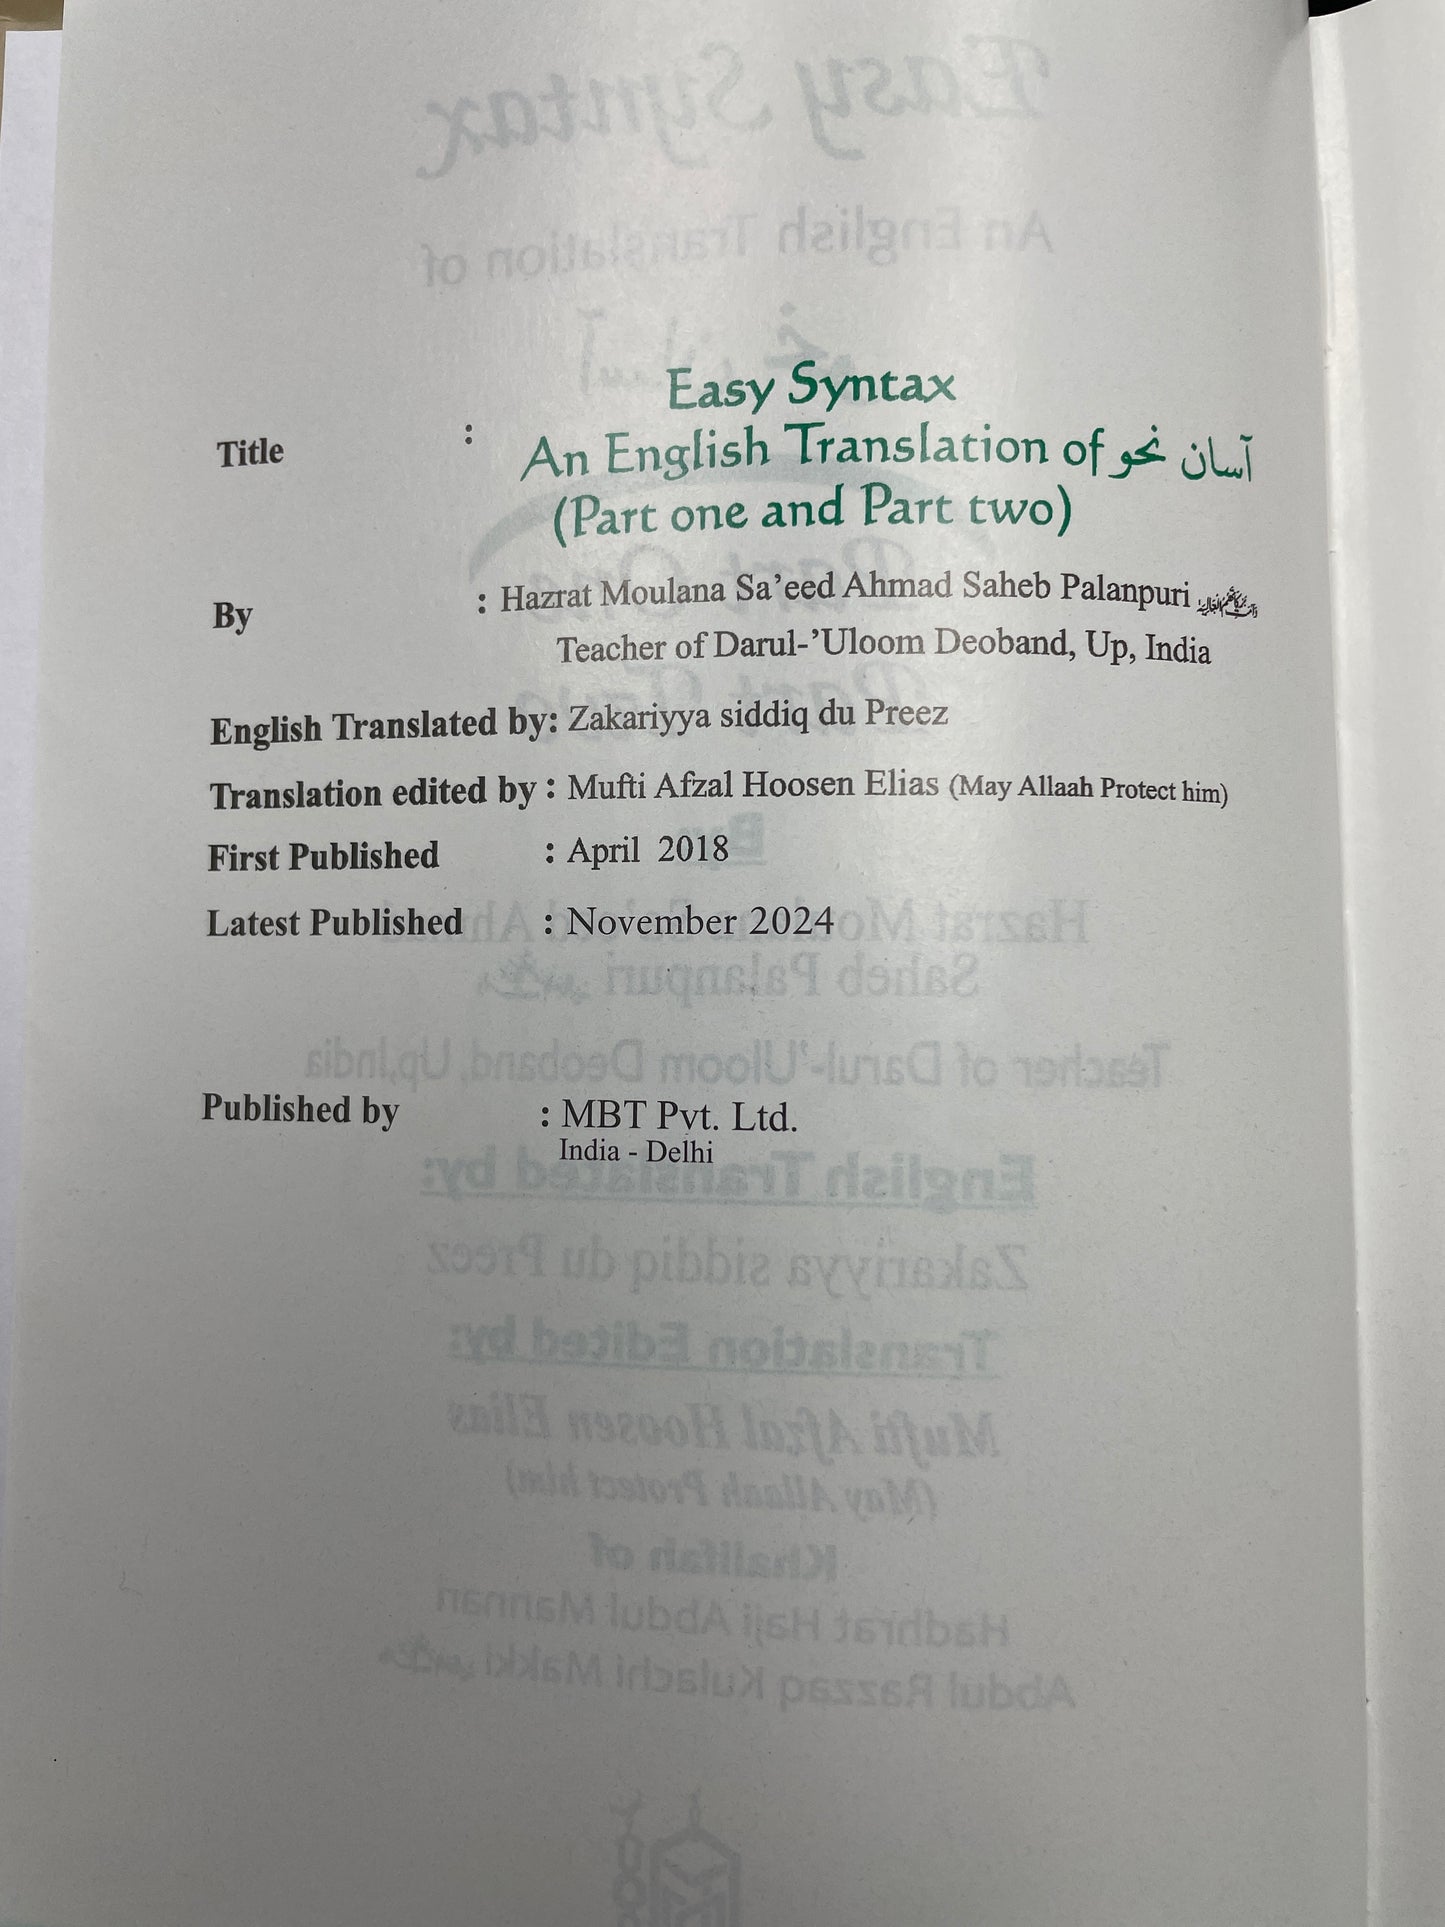 Easy Syntax
Title : An English Translation of آسان نحو
(Part one and Part two)
By : Hazrat Moulana Sa’eed Ahmad Saheb Palanpuri
Teacher of Darul-’Uloom Deoband, Up, India
English Translated by: Zakariyya siddiq du Preez
Translation edited by : Mufti Afzal Hoosen Elias (May Allaah Protect him)
First Published : April 2018
Latest Published : November 2024
Published by : MBT Pvt. Ltd.
India - Delhi